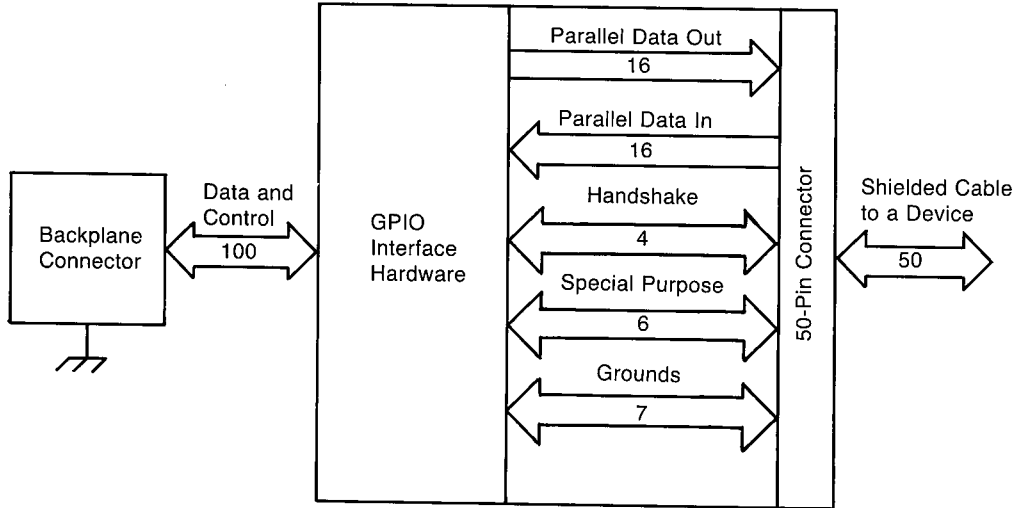 Backplane
Connector
Data and
Control
100
GPIO
Interface
Hardware
Parallel Data Out
16
Parallel Data In
16
Handshake
4
Special Purpose
6
Grounds
7
50-Pin Connector
Shielded Cable
to a Device
50